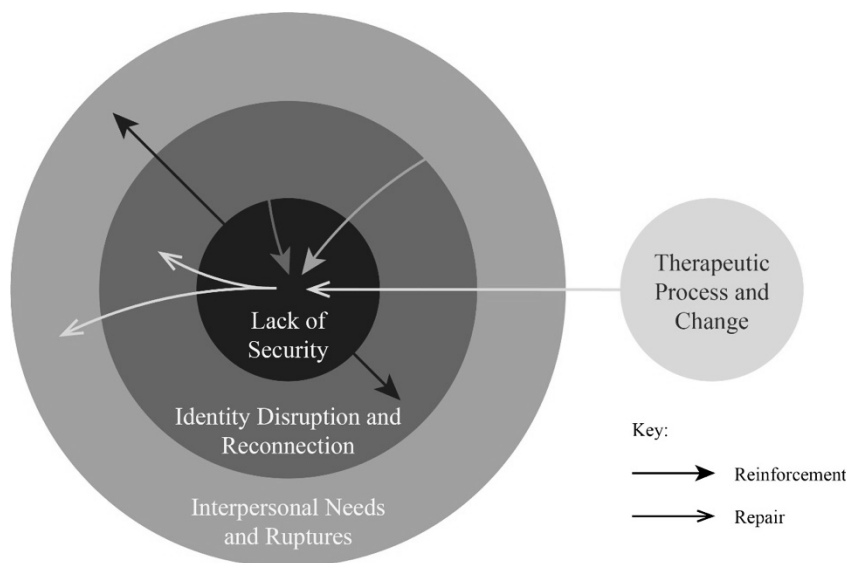 Lack of
Security
Identity Disruption and
Reconnection
Interpersonal Needs
and Ruptures
Therapeutic
Process and
Change
Key:
Reinforcement
Repair